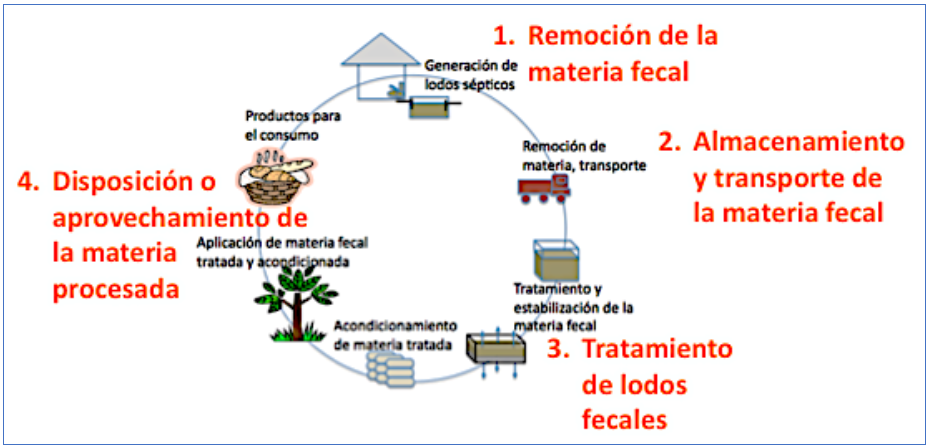 1. Remoción de la
materia fecal
Generación de
lodos sépticos
Productos para
el consumo
Remoción de
materia, transporte
2. Almacenamiento
y transporte de
la materia fecal
4. Disposición o
aprovechamiento de
la materia
procesada
Aplicación de materia fecal
tratada y acondicionada
Tratamiento y
estabilización de la
materia fecal
Acondicionamiento
de materia tratada
3. Tratamiento
de lodos
fecales